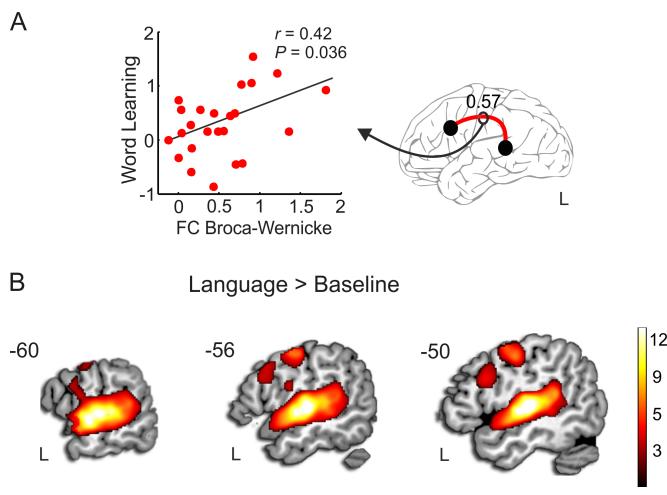 A
r = 0.42
P = 0.036
Word Learning
2
1
0
-1
0
0.5
1
1.5
2
FC Broca-Wernicke
0.57
L
B
Language > Baseline
-60
-56
-50
L
L
L
12
9
6
3